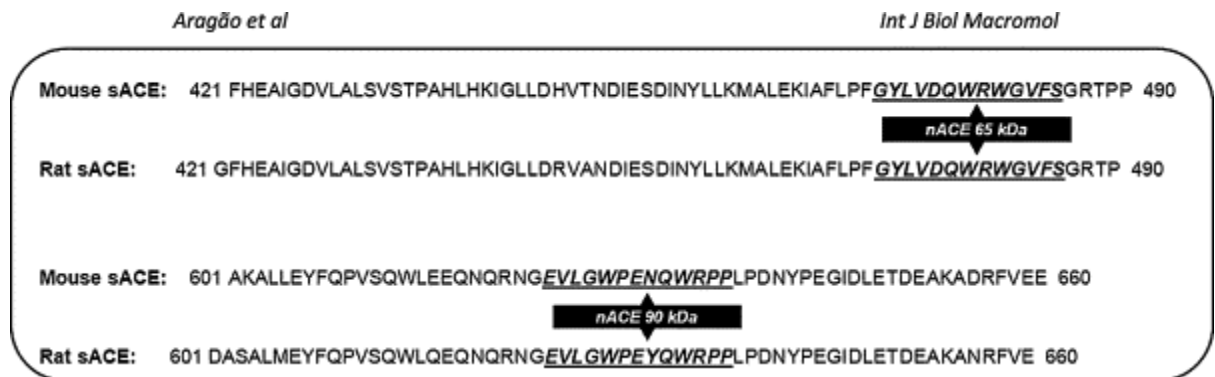 Aragão et al Int J Biol Macromol
Mouse sACE: 421 FHEAIGDVLALSVSTPAHLHKIGLLDHVTNDIESDINYLLKMALEKIAFLPFGYLVDQWRWGVFSGRTPP 490
nACE 65 kDa
Rat sACE: 421 GFHEAIGDVLALSVSTPAHLHKIGLLDRVANDIESDINYLLKMALEKIAFLPFGYLVDQWRWGVFSGRTP 490
Mouse sACE: 601 AKALLEYFQPVSQWLEEQNQRNGEVLGWPENQWRPPLPDNYPEGIDLETDEAKADRFVEE 660
nACE 90 kDa
Rat sACE: 601 DASALMEYFQPVSQWLQEQNQRNGEVLGWPEYQWRPPLPDNYPEGIDLETDEAKANRFVE 660